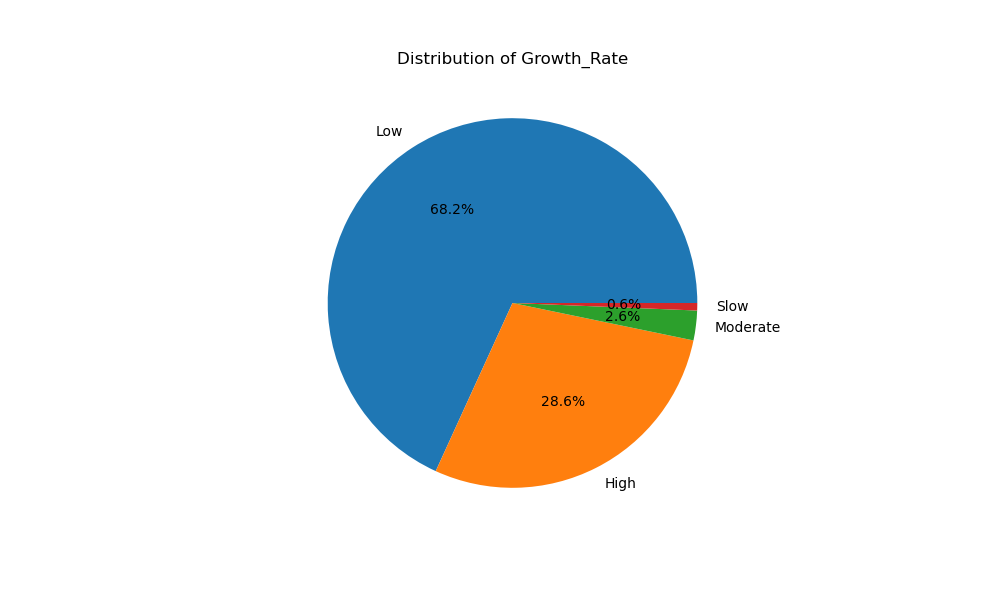 Distribution of Growth_Rate
Low
68.2%
0.6%
Slow
2.6%
Moderate
28.6%
High